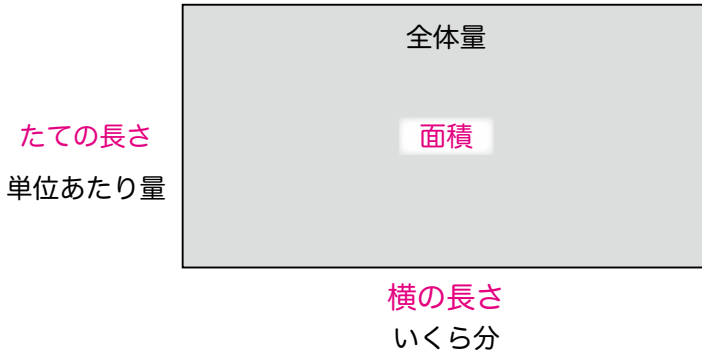 全体量
面積
たての長さ
単位あたり量
横の長さ
いくら分